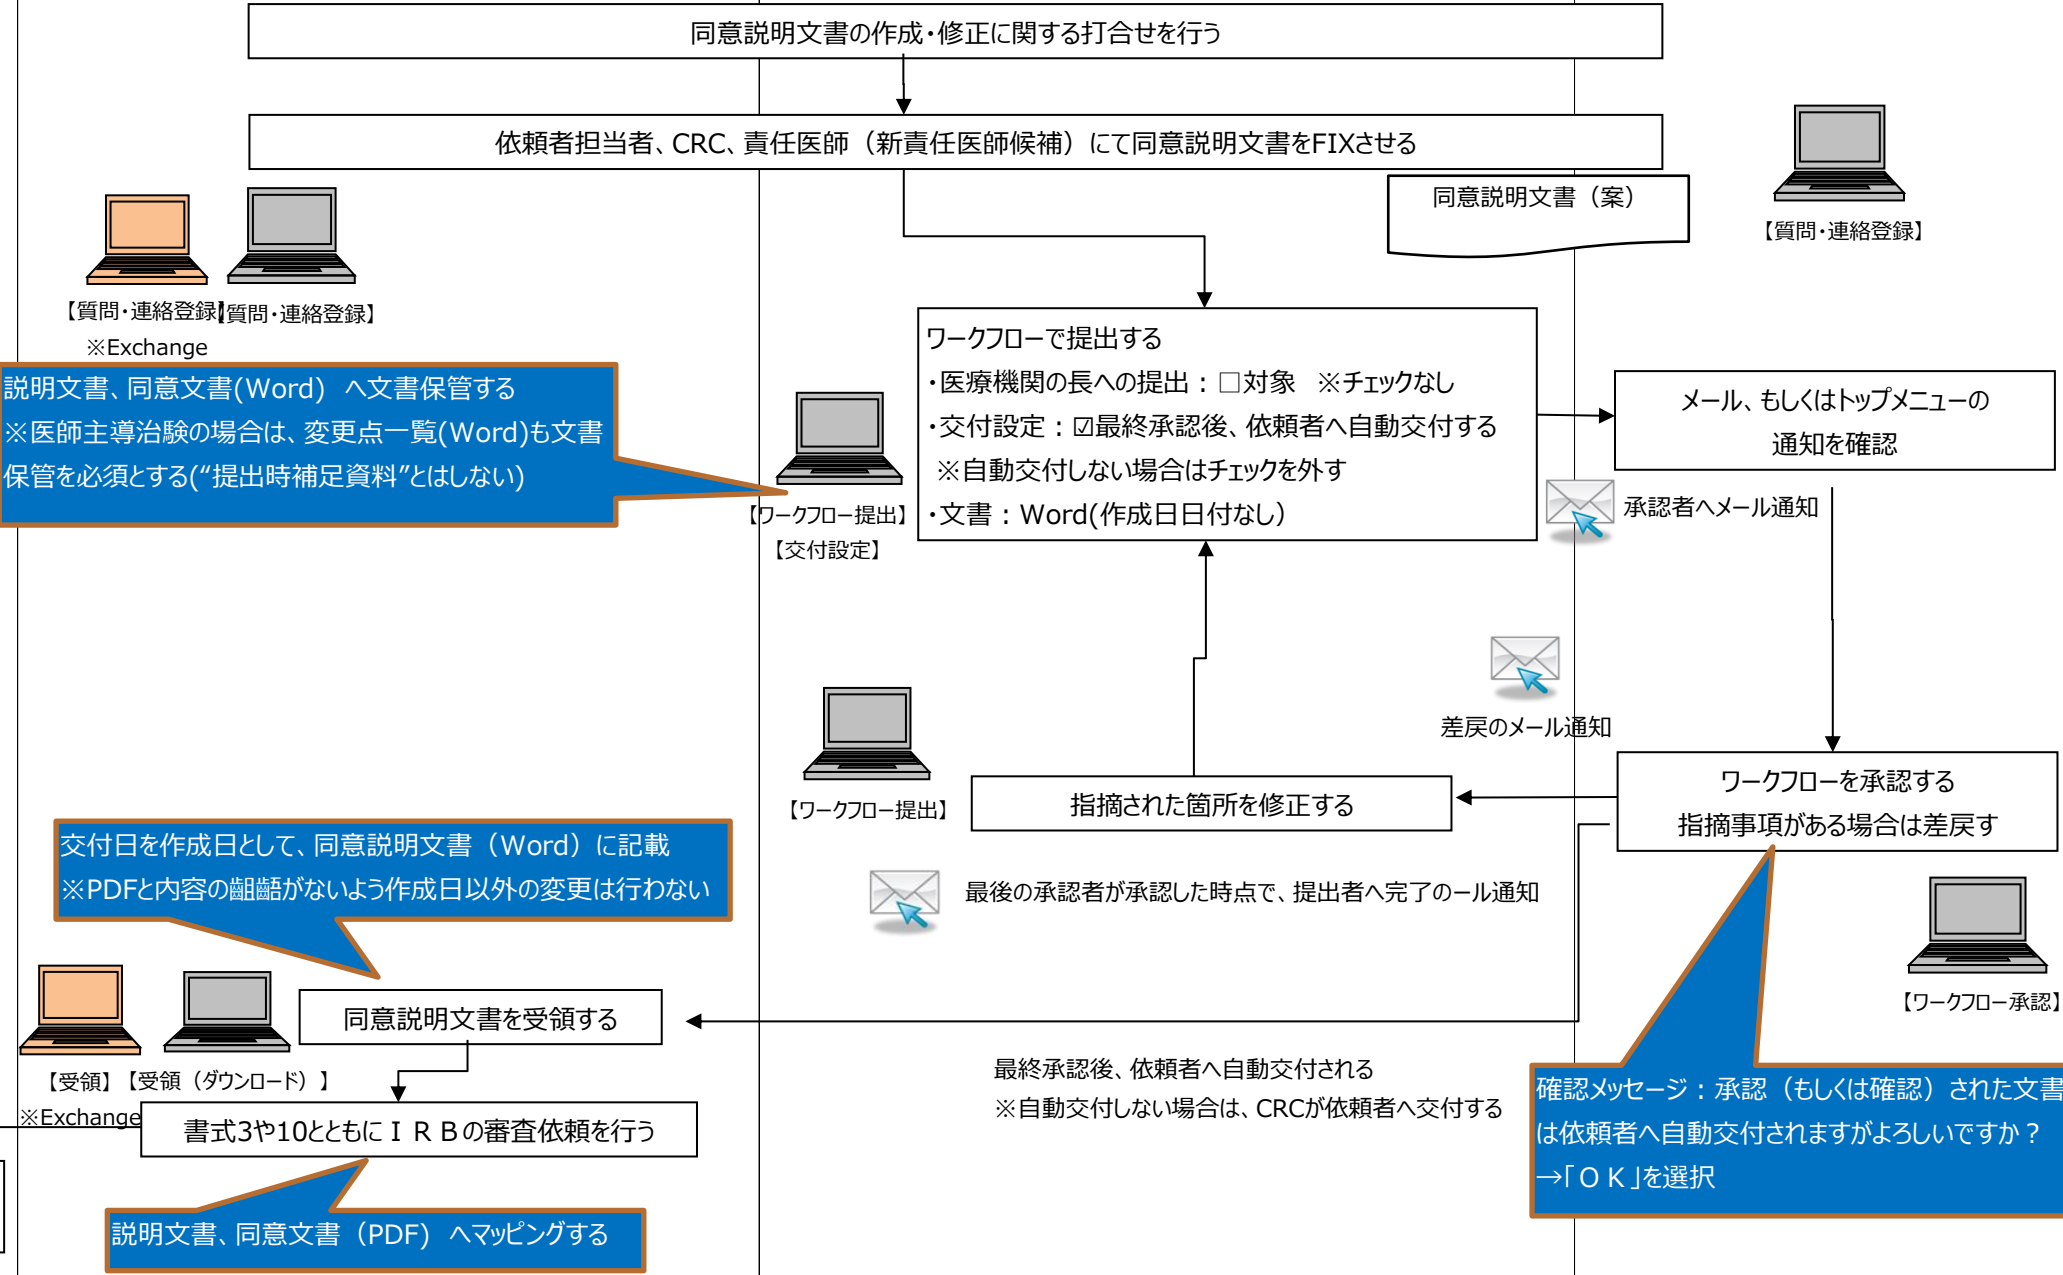 同意説明文書の作成・修正に関する打合せを行う
依頼者担当者、CRC、責任医師（新責任医師候補）にて同意説明文書をFIXさせる
同意説明文書（案）
【質問・連絡登録】
【質問・連絡登録】
※Exchange
【質問・連絡登録】
説明文書、同意文書(Word) へ文書保管する
※医師主導治験の場合は、変更点一覧(Word)も文書
保管を必須とする(“提出時補足資料”とはしない)
【ワークフロー提出】
【交付設定】
ワークフローで提出する
・医療機関の長への提出：□対象　※チェックなし
・交付設定：☑最終承認後、依頼者へ自動交付する
※自動交付しない場合はチェックを外す
・文書：Word(作成日日付なし）
メール、もしくはトップメニューの
通知を確認
承認者へメール通知
差戻のメール通知
ワークフローを承認する
指摘事項がある場合は差戻す
指摘された箇所を修正する
【ワークフロー提出】
交付日を作成日として、同意説明文書（Word）に記載
※PDFと内容の齟齬がないよう作成日以外の変更は行わない
最後の承認者が承認した時点で、提出者へ完了のール通知
【ワークフロー承認】
同意説明文書を受領する
【受領】
※Exchange
【受領（ダウンロード）】
最終承認後、依頼者へ自動交付される
※自動交付しない場合は、CRCが依頼者へ交付する
確認メッセージ：承認（もしくは確認）された文書
は依頼者へ自動交付されますがよろしいですか？
→「ＯＫ」を選択
書式3や10とともにＩＲＢの審査依頼を行う
説明文書、同意文書（PDF) へマッピングする